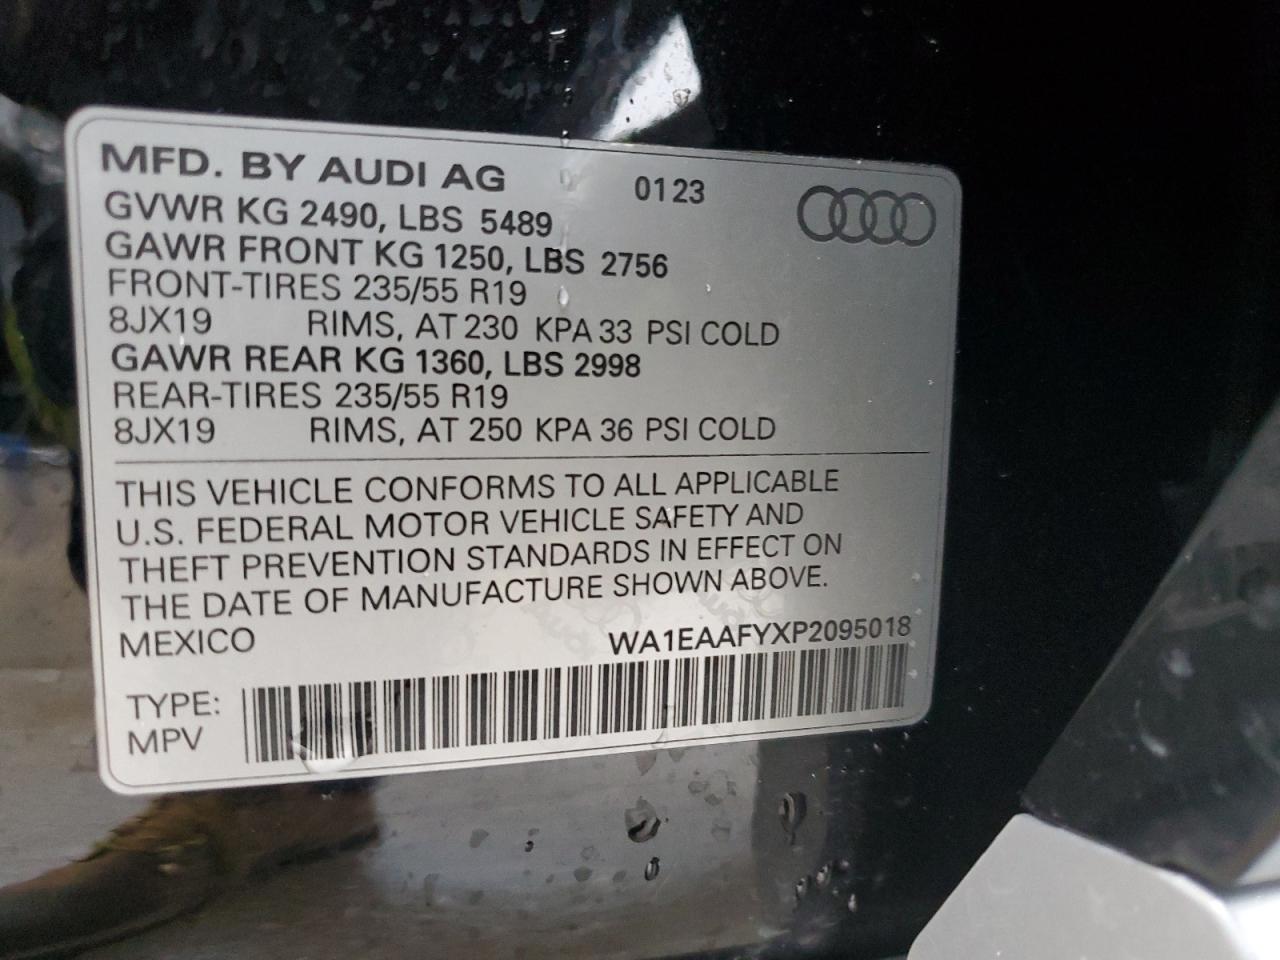 MFD. BY AUDI AG 0123
GVWR KG 2490, LBS 5489
GAWR FRONT KG 1250, LBS 2756
FRONT-TIRES 235/55 R19
8JX19 RIMS, AT 230 KPA 33 PSI COLD
GAWR REAR KG 1360, LBS 2998
REAR-TIRES 235/55 R19
8JX19 RIMS, AT 250 KPA 36 PSI COLD
THIS VEHICLE CONFORMS TO ALL APPLICABLE
U.S. FEDERAL MOTOR VEHICLE SAFETY AND
THEFT PREVENTION STANDARDS IN EFFECT ON
THE DATE OF MANUFACTURE SHOWN ABOVE.
MEXICO WA1EAAFYXP2095018
TYPE:
MPV